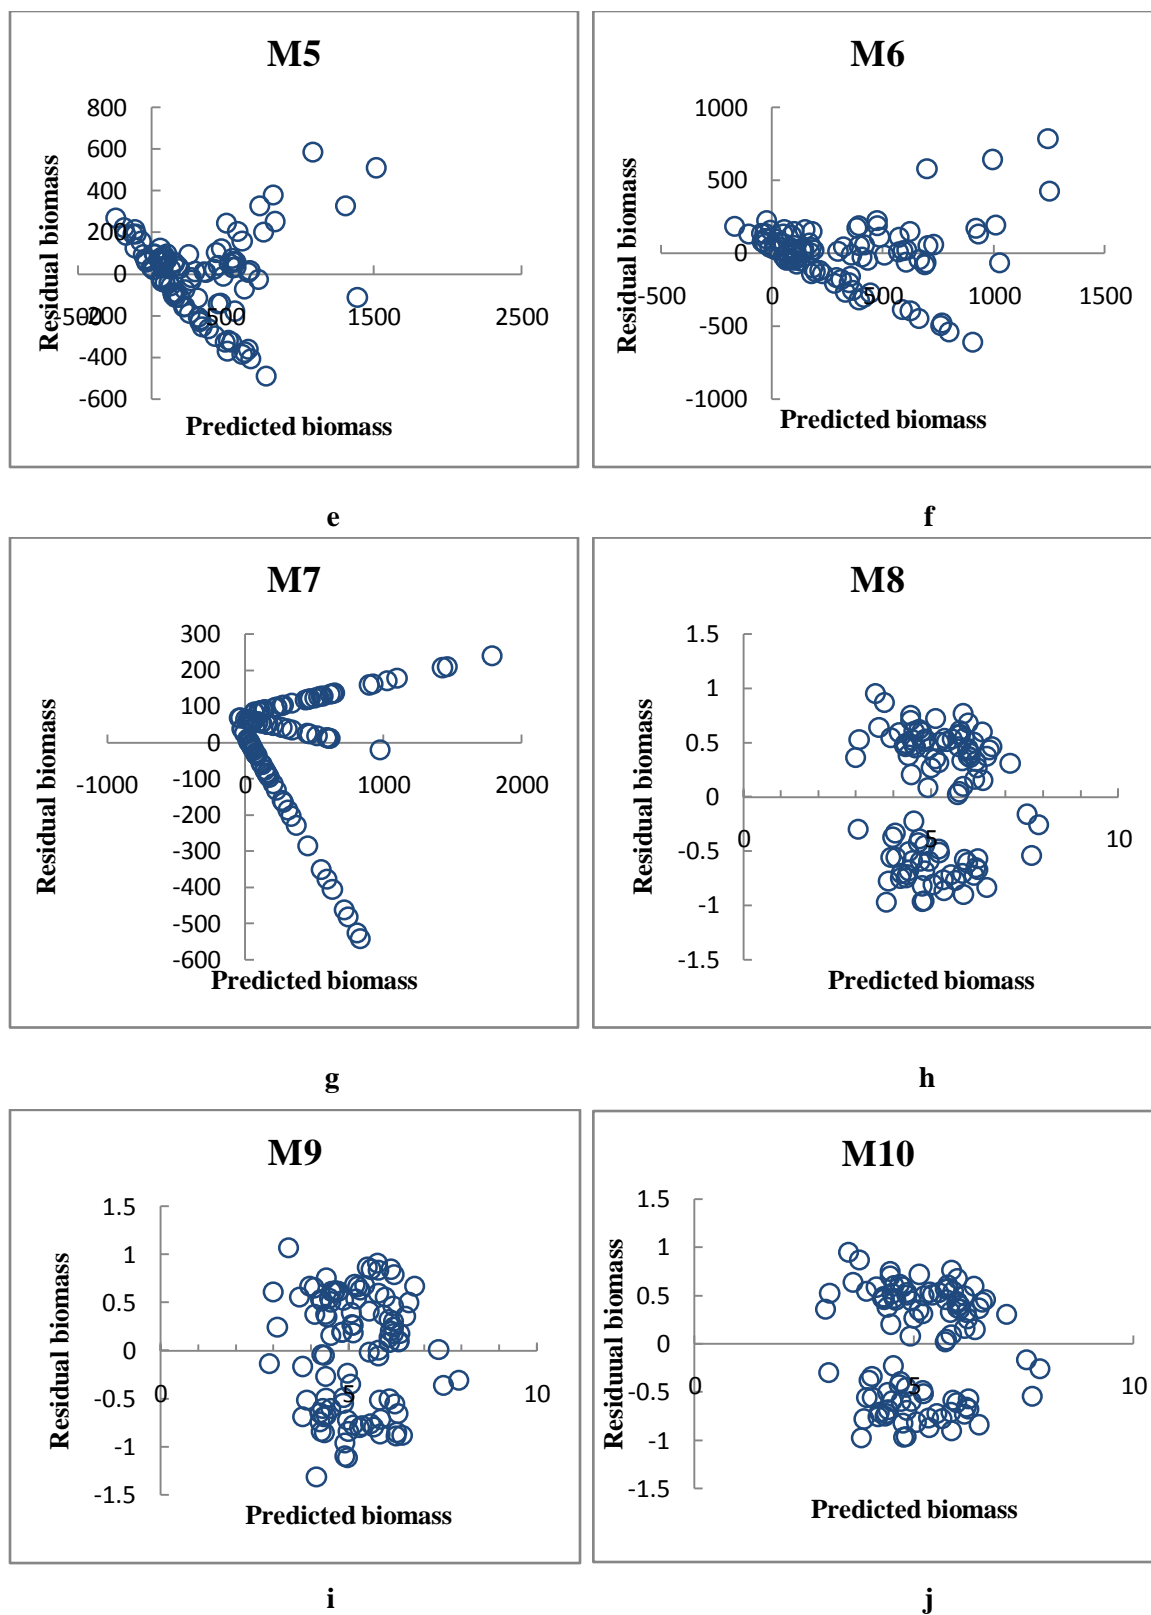 M5
800
600
400
200
0
-200
-400
-600
-500
500
1500
2500
Residual biomass
Predicted biomass
e
M6
1000
500
0
-500
-1000
-500
0
500
1000
1500
Residual biomass
Predicted biomass
f
M7
300
200
100
0
-100
-200
-300
-400
-500
-600
-1000
0
1000
2000
Residual biomass
Predicted biomass
g
M8
1.5
1
0.5
0
-0.5
-1
-1.5
0
5
10
Residual biomass
Predicted biomass
h
M9
1.5
1
0.5
0
-0.5
-1
-1.5
0
5
10
Residual biomass
Predicted biomass
i
M10
1.5
1
0.5
0
-0.5
-1
-1.5
0
5
10
Residuual biomass
Predicted biomass
j